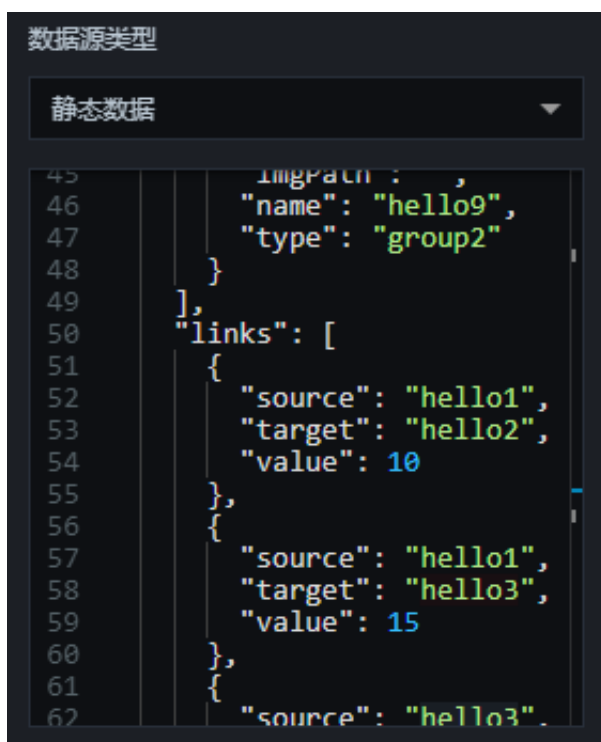 数据源类型
静态数据
45 "imgPath": "",
46 "name": "hello9",
47 "type": "group2"
48 }
49 ],
50 "links": [
51 {
52 "source": "hello1",
53 "target": "hello2",
54 "value": 10
55 },
56 {
57 "source": "hello1",
58 "target": "hello3",
59 "value": 15
60 },
61 {
62 "source": "hello3",